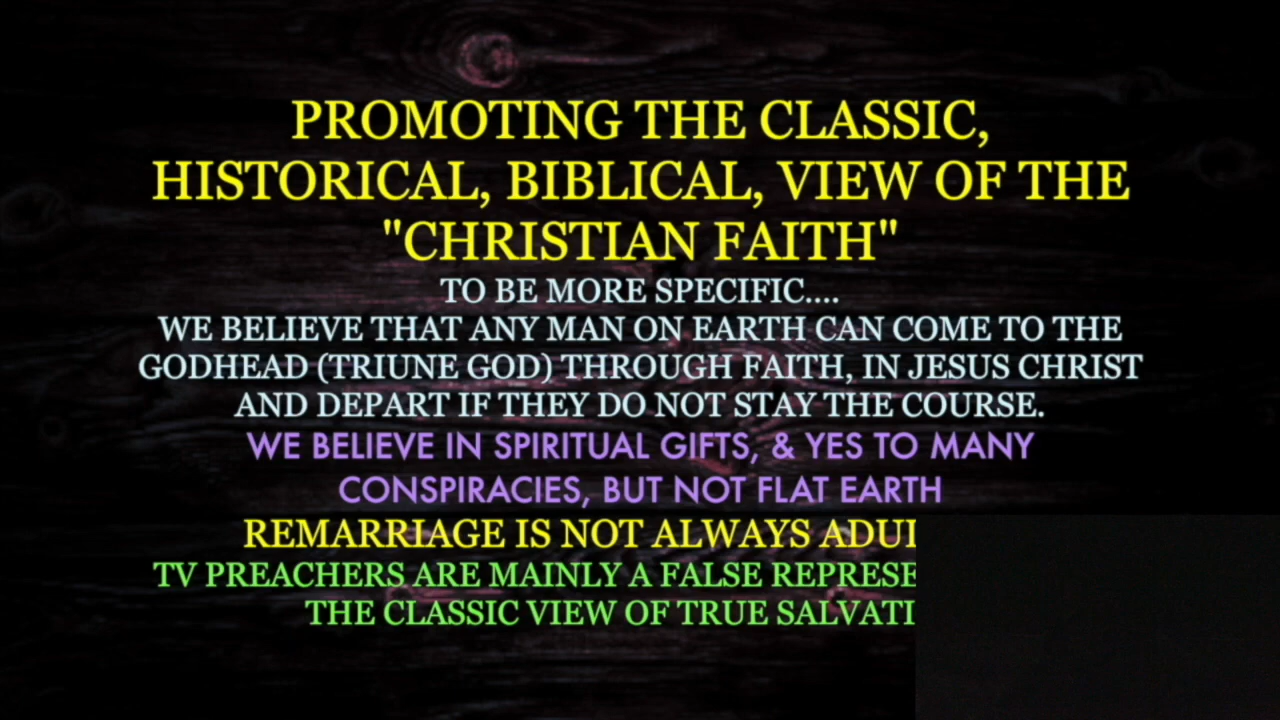 PROMOTING THE CLASSIC,
HISTORICAL, BIBLICAL, VIEW OF THE
"CHRISTIAN FAITH"
TO BE MORE SPECIFIC....
WE BELIEVE THAT ANY MAN ON EARTH CAN COME TO THE
GODHEAD (TRIUNE GOD) THROUGH FAITH, IN JESUS CHRIST
AND DEPART IF THEY DO NOT STAY THE COURSE.
WE BELIEVE IN SPIRITUAL GIFTS, & YES TO MANY
CONSPIRACIES, BUT NOT FLAT EARTH
REMARRIAGE IS NOT ALWAYS
TV PREACHERS ARE MAINLY A FALSE
THE CLASSIC VIEW OF TRUE